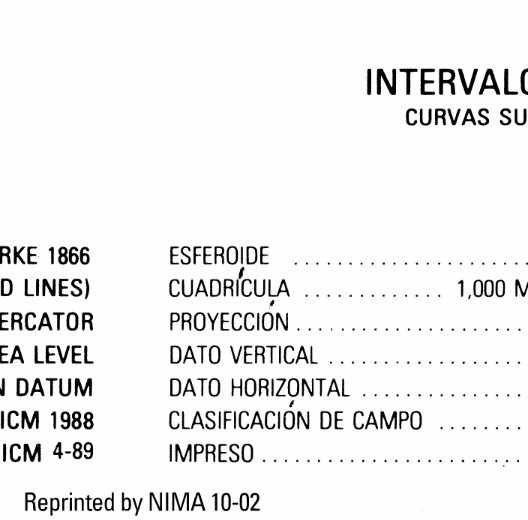 INTERVALO
CURVAS SU
RKE 1866 ESFEROIDE ........................
D LINES) CUADRÍCULA .............. 1,000 M
ERCATOR PROYECCIÓN........................
EA LEVEL DATO VERTICAL ....................
N DATUM DATO HORIZONTAL .................
ICM 1988 CLASIFICACIÓN DE CAMPO .........
ICM 4-89 IMPRESO...........................
Reprinted by NIMA 10-02